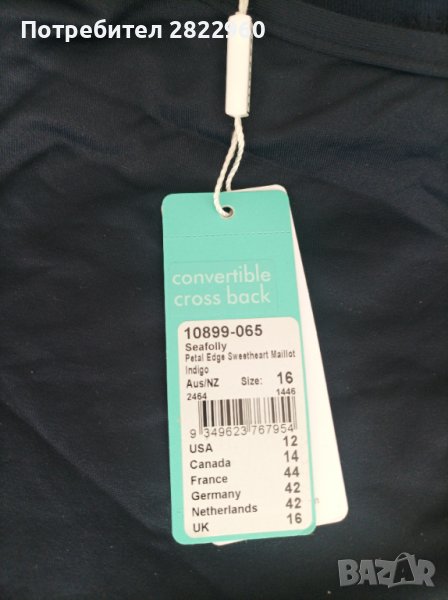 Потребител 2822960
convertible
cross back
10899-065
Seafolly
Petal Edge Sweetheart Maillot
Indigo
Aus/NZ Size: 16
2464 1446
9 349623 767954
USA 12
Canada 14
France 44
Germany 42
Netherlands 42
UK 16
BAZAR